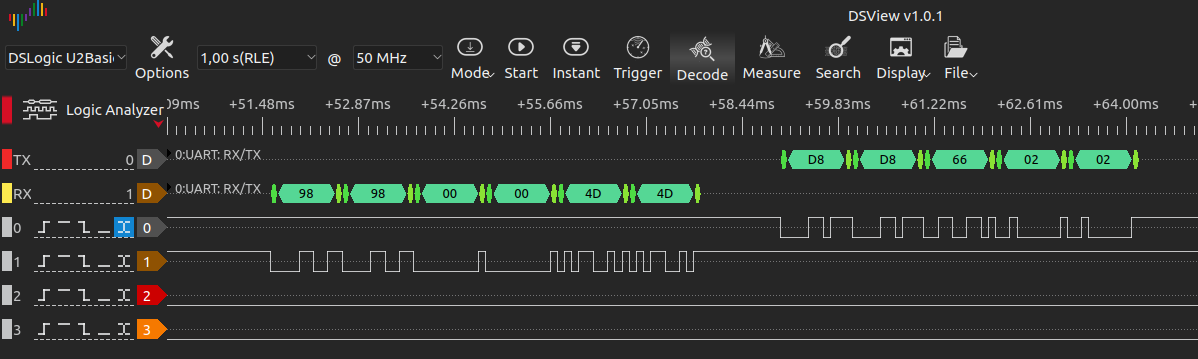 DSView v1.0.1
DSLogic U2Basi
Options
1,00 s(RLE)
@
50 MHz
Mode
Start
Instant
Trigger
Decode
Measure
Search
Display
File
Logic Analyzer
09ms +51.48ms +52.87ms +54.26ms +55.66ms +57.05ms +58.44ms +59.83ms +61.22ms +62.61ms +64.00ms +
TX 0 D 0:UART: RX/TX D8 D8 66 02 02
RX 1 D 0:UART: RX/TX 98 98 00 00 4D 4D
0 0
1 1
2 2
3 3